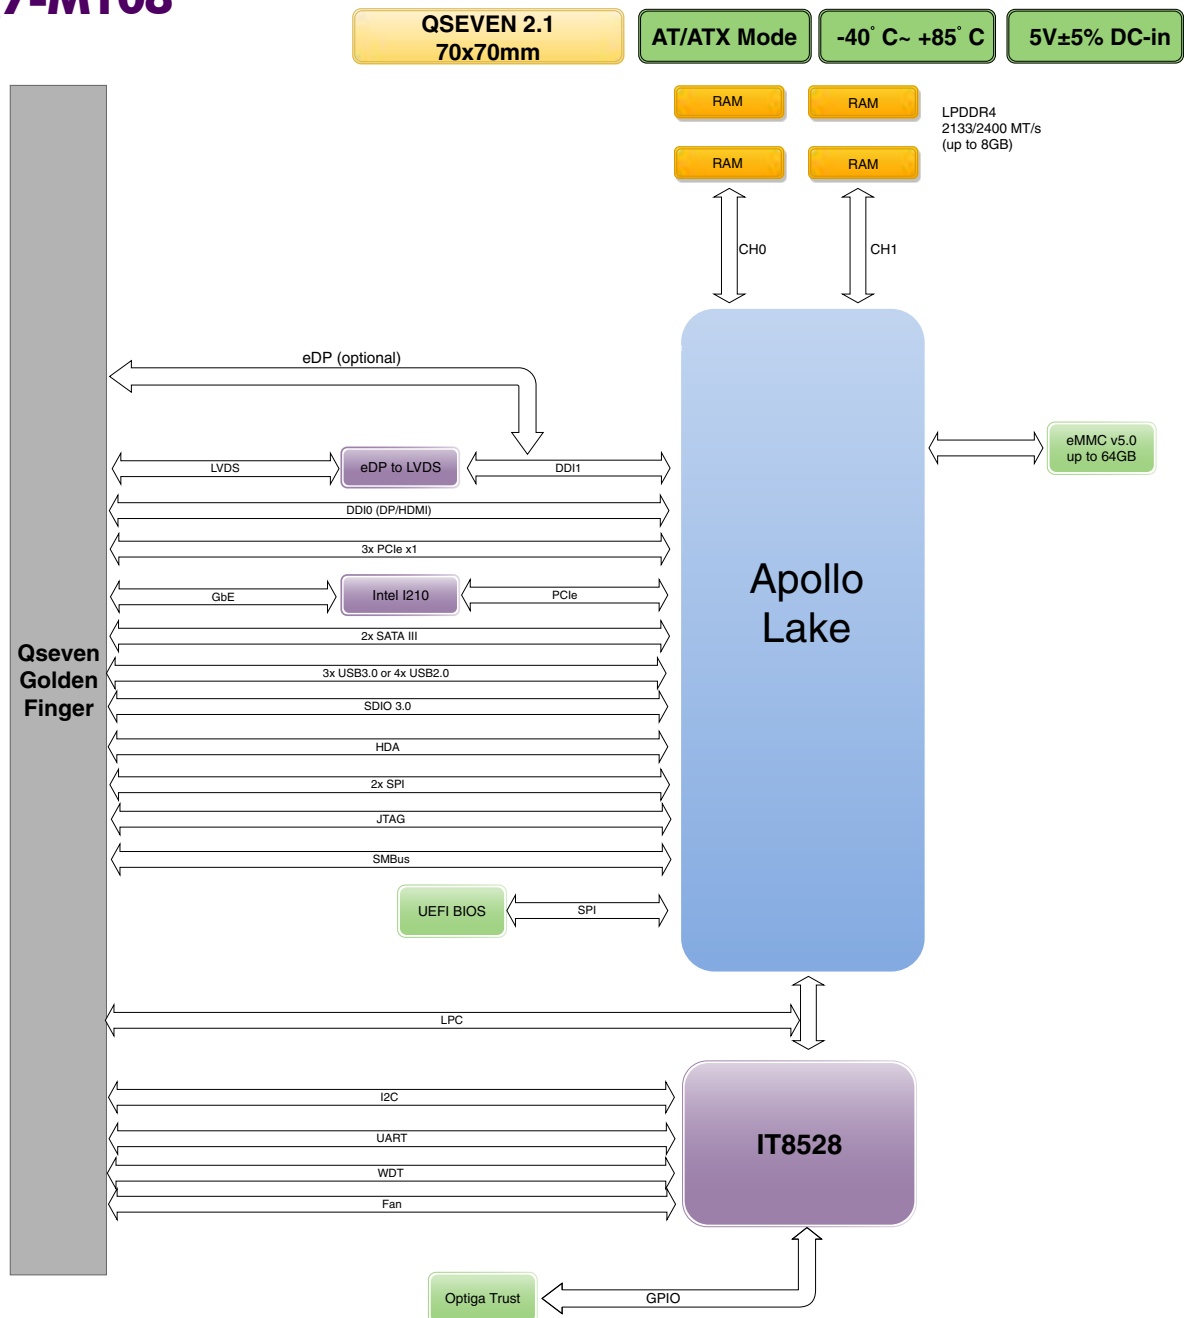 QSEVEN 2.1
70x70mm
AT/ATX Mode
-40° C~ +85° C
5V±5% DC-in
RAM
RAM
LPDDR4
2133/2400 MT/s
(up to 8GB)
RAM
RAM
CH0
CH1
eDP (optional)
eMMC v5.0
up to 64GB
LVDS
eDP to LVDS
DDI1
DDI0 (DP/HDMI)
3x PCIe x1
Apollo
Lake
GbE
Intel I210
PCIe
2x SATA III
Qseven
Golden
Finger
3x USB3.0 or 4x USB2.0
SDIO 3.0
HDA
2x SPI
JTAG
SMBus
UEFI BIOS
SPI
LPC
I2C
UART
IT8528
WDT
Fan
Optiga Trust
GPIO